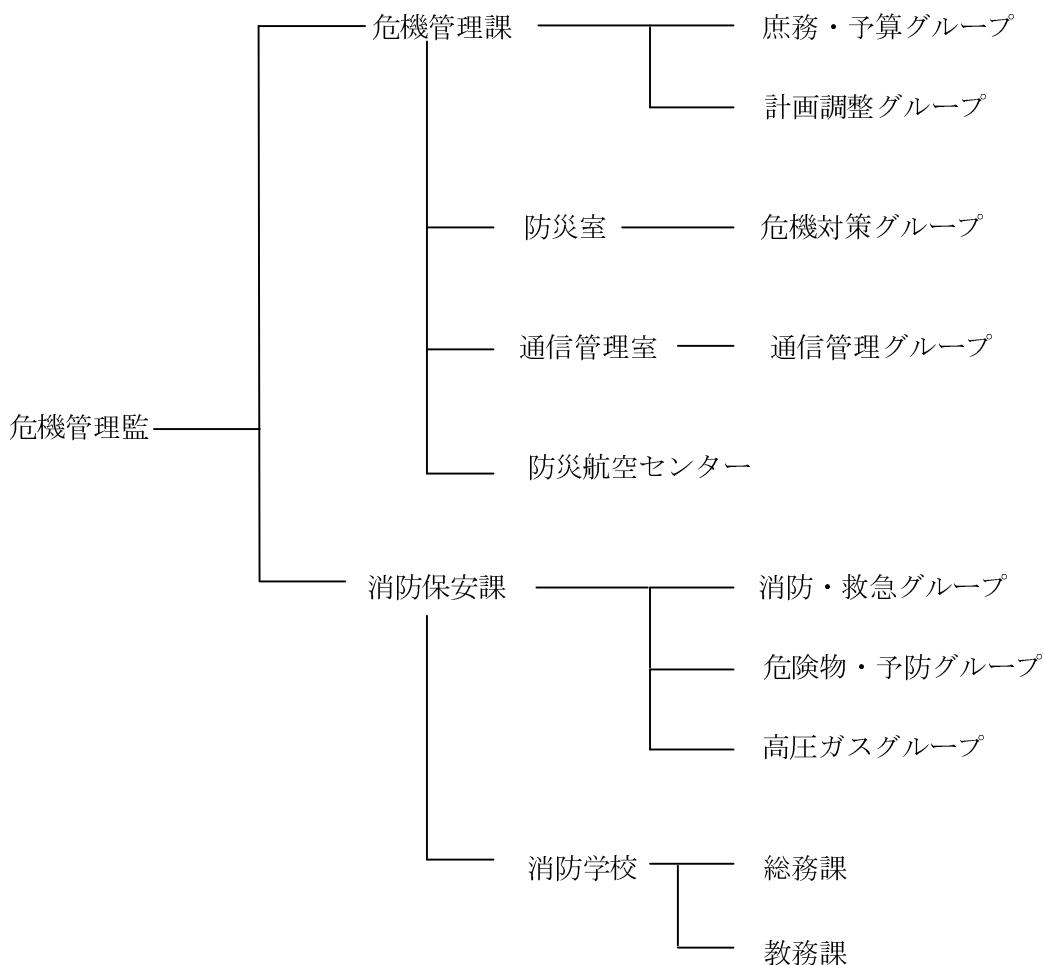 危機管理課
庶務・予算グループ
計画調整グループ
防災室
危機対策グループ
通信管理室
通信管理グループ
危機管理監
防災航空センター
消防保安課
消防・救急グループ
危険物・予防グループ
高圧ガスグループ
消防学校
総務課
教務課